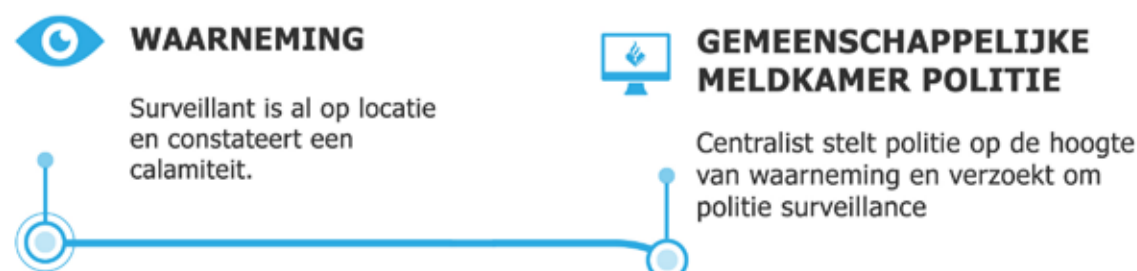 WAARNEMING
Surveillant is al op locatie
en constateert een
calamiteit.
GEMEENSCHAPPELIJKE
MELDKAMER POLITIE
Centralist stelt politie op de hoogte
van waarneming en verzoekt om
politie surveillance